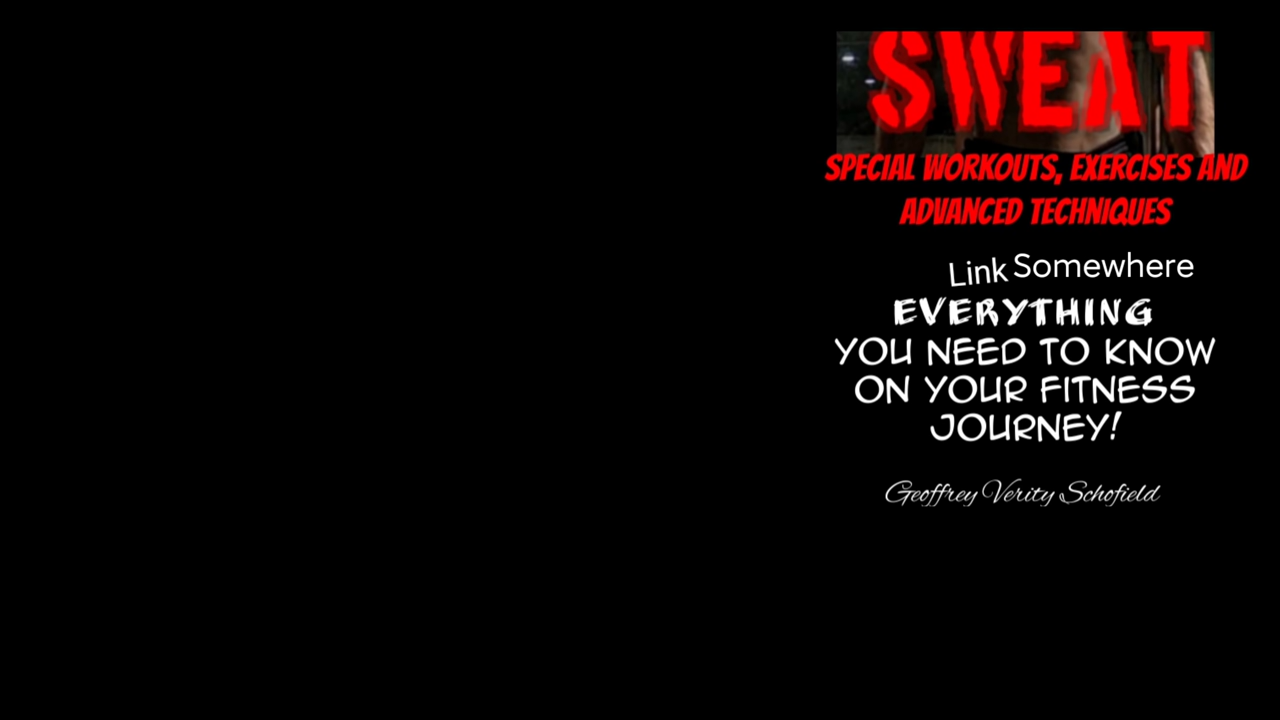 SWEAT
SPECIAL WORKOUTS, EXERCISES AND
ADVANCED TECHNIQUES
Link Somewhere
EVERYTHING
YOU NEED TO KNOW
ON YOUR FITNESS
JOURNEY!
Geoffrey Verity Schofield